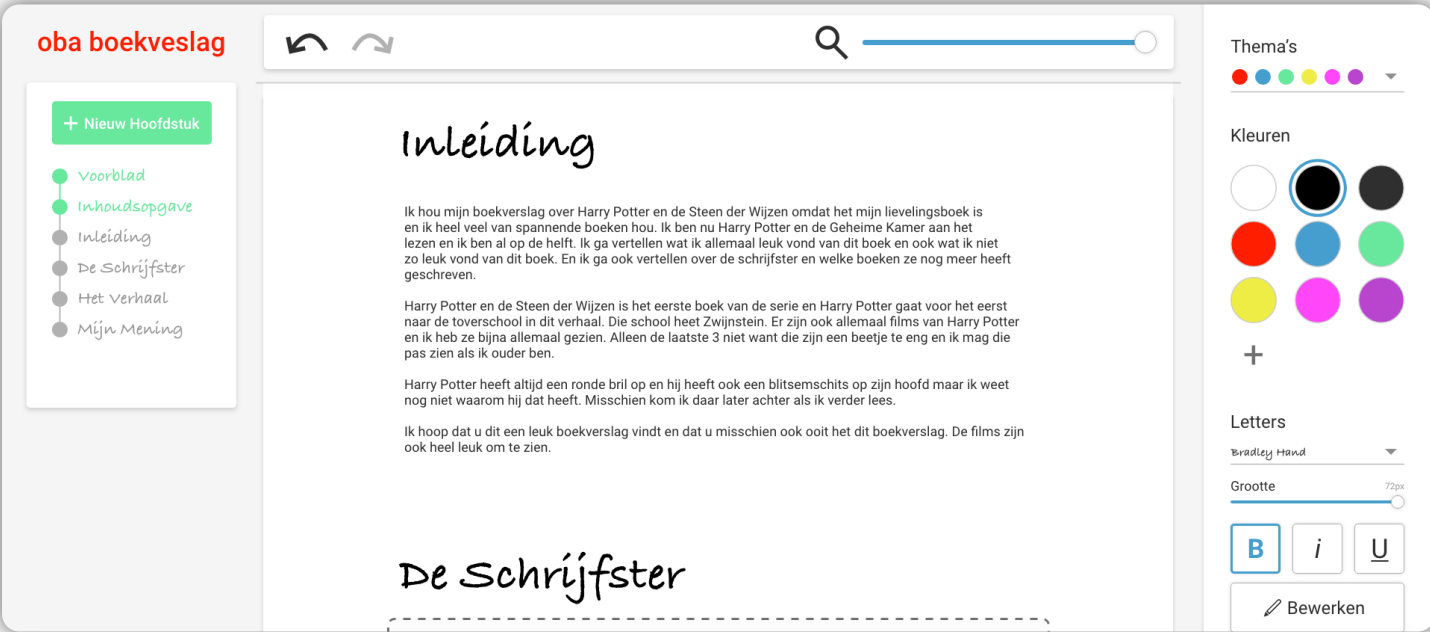 oba boekveslag
+ Nieuw Hoofdstuk
Voorblad
Inhoudsopgave
Inleiding
De Schrijfster
Het Verhaal
Mijn Mening
Inleiding
Ik hou mijn boekverslag over Harry Potter en de Steen der Wijzen omdat het mijn lievelingsboek is
en ik heel veel van spannende boeken hou. Ik ben nu Harry Potter en de Geheime Kamer aan het
lezen en ik ben al op de helft. Ik ga vertellen wat ik allemaal leuk vond van dit boek en ook wat ik niet
zo leuk vond van dit boek. En ik ga ook vertellen over de schrijfster en welke boeken ze nog meer heeft
geschreven.
Harry Potter en de Steen der Wijzen is het eerste boek van de serie en Harry Potter gaat voor het eerst
naar de toverschool in dit verhaal. Die school heet Zwijnstein. Er zijn ook allemaal films van Harry Potter
en ik heb ze bijna allemaal gezien. Alleen de laatste 3 niet want die zijn een beetje te eng en ik mag die
pas zien als ik ouder ben.
Harry Potter heeft altijd een ronde bril op en hij heeft ook een blitsemschits op zijn hoofd maar ik weet
nog niet waarom hij dat heeft. Misschien kom ik daar later achter als ik verder lees.
Ik hoop dat u dit een leuk boekverslag vindt en dat u misschien ook ooit het dit boekverslag. De films zijn
ook heel leuk om te zien.
De Schrijfster
Thema's
Kleuren
+
Letters
Bradley Hand
Grootte 72px
B i U
Bewerken